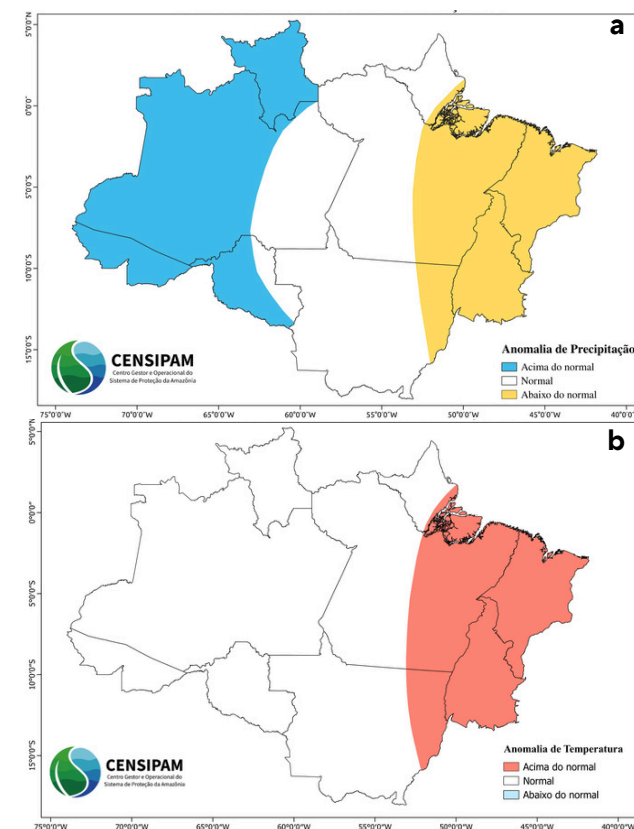 a
5°0'0"N
0°0'0"
5°0'0"S
10°0'0"S
15°0'0"S
CENSIPAM
Centro Gestor e Operacional do
Sistema de Proteção da Amazônia
Anomalia de Precipitação
Acima do normal
Normal
Abaixo do normal
75°0'0"W 70°0'0"W 65°0'0"W 60°0'0"W 55°0'0"W 50°0'0"W 45°0'0"W 40°0'0"
b
5°0'0"N
0°0'0"
5°0'0"S
10°0'0"S
15°0'0"S
CENSIPAM
Centro Gestor e Operacional do
Sistema de Proteção da Amazônia
Anomalia de Temperatura
Acima do normal
Normal
Abaixo do normal
75°0'0"W 70°0'0"W 65°0'0"W 60°0'0"W 55°0'0"W 50°0'0"W 45°0'0"W 40°0'0"